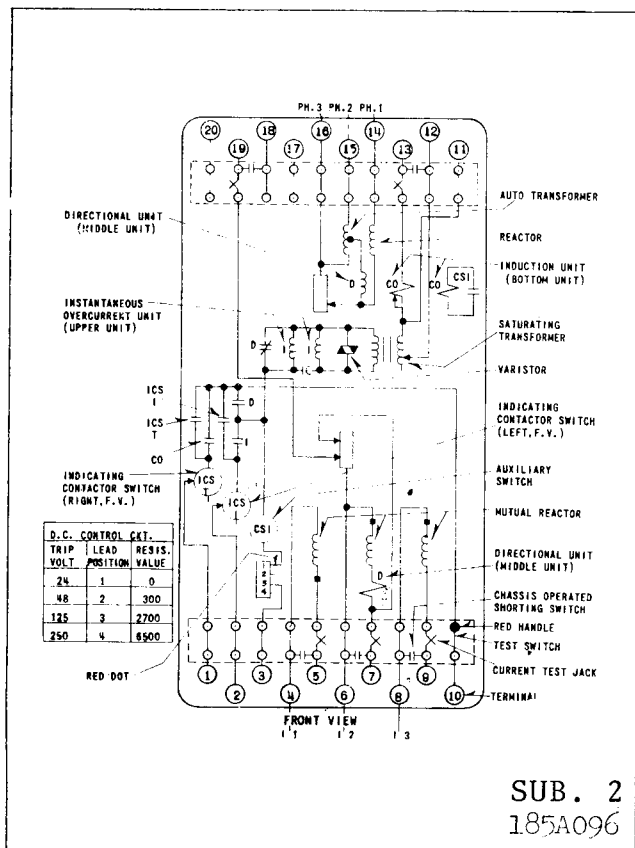 PH.3 PH.2 PH.1
20
19
18
17
16
15
14
13
12
11
AUTO TRANSFORMER
DIRECTIONAL UNIT
(MIDDLE UNIT)
REACTOR
D
CO
CO
CSI
INDUCTION UNIT
(BOTTOM UNIT)
INSTANTANEOUS
OVERCURRENT UNIT
(UPPER UNIT)
D
I
I
SATURATING
TRANSFORMER
VARISTOR
ICS
I
ICS
T
CO
D
I
INDICATING
CONTACTOR SWITCH
(LEFT, F.V.)
INDICATING
CONTACTOR SWITCH
(RIGHT, F.V.)
ICS
ICS
CSI
AUXILIARY
SWITCH
MUTUAL REACTOR
D.C. CONTROL CKT.
TRIP VOLT LEAD POSITION RESIS. VALUE
24 1 0
48 2 300
125 3 2700
250 4 6500
DIRECTIONAL UNIT
(MIDDLE UNIT)
D
CHASSIS OPERATED
SHORTING SWITCH
RED HANDLE
TEST SWITCH
CURRENT TEST JACK
RED DOT
1
2
3
4
5
6
7
8
9
10
TERMINAL
FRONT VIEW
SUB. 2
185A096